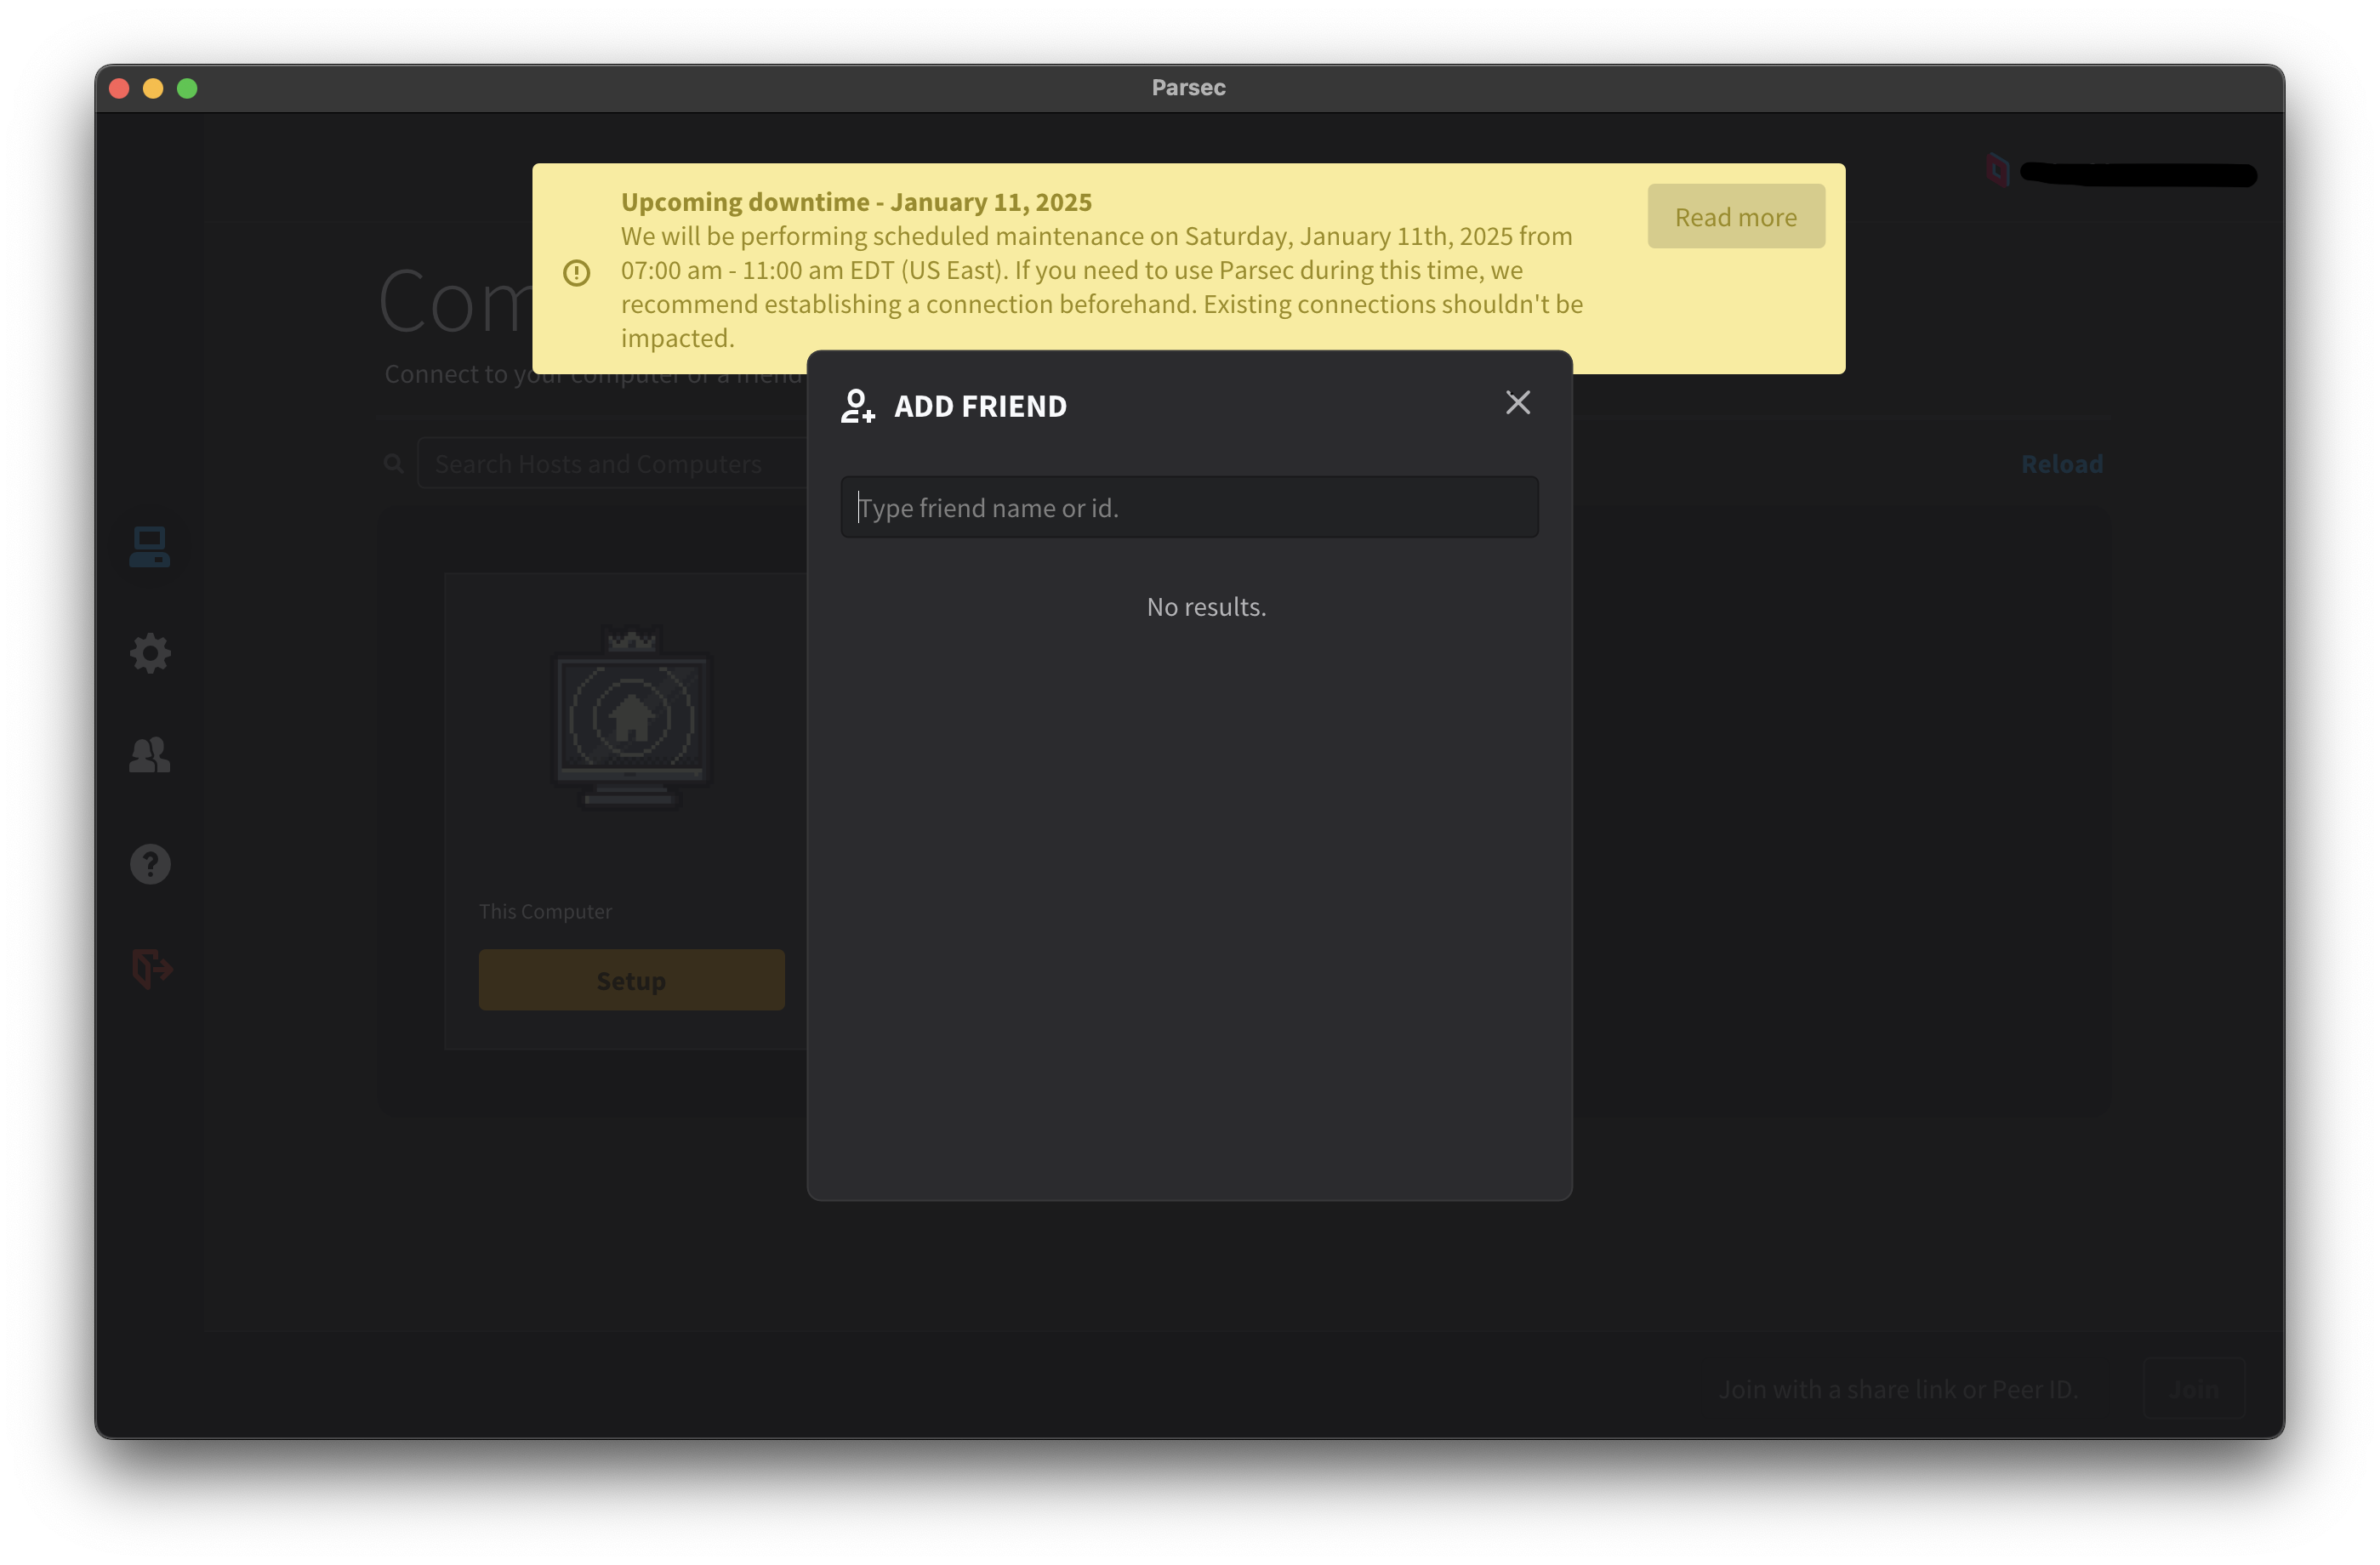 Parsec
Upcoming downtime - January 11, 2025
We will be performing scheduled maintenance on Saturday, January 11th, 2025 from
07:00 am - 11:00 am EDT (US East). If you need to use Parsec during this time, we
recommend establishing a connection beforehand. Existing connections shouldn't be
impacted.
Read more
Com
Connect to your computer or a friend
ADD FRIEND
Search Hosts and Computers
Reload
Type friend name or id.
No results.
This Computer
Setup
Join with a share link or Peer ID.
Join